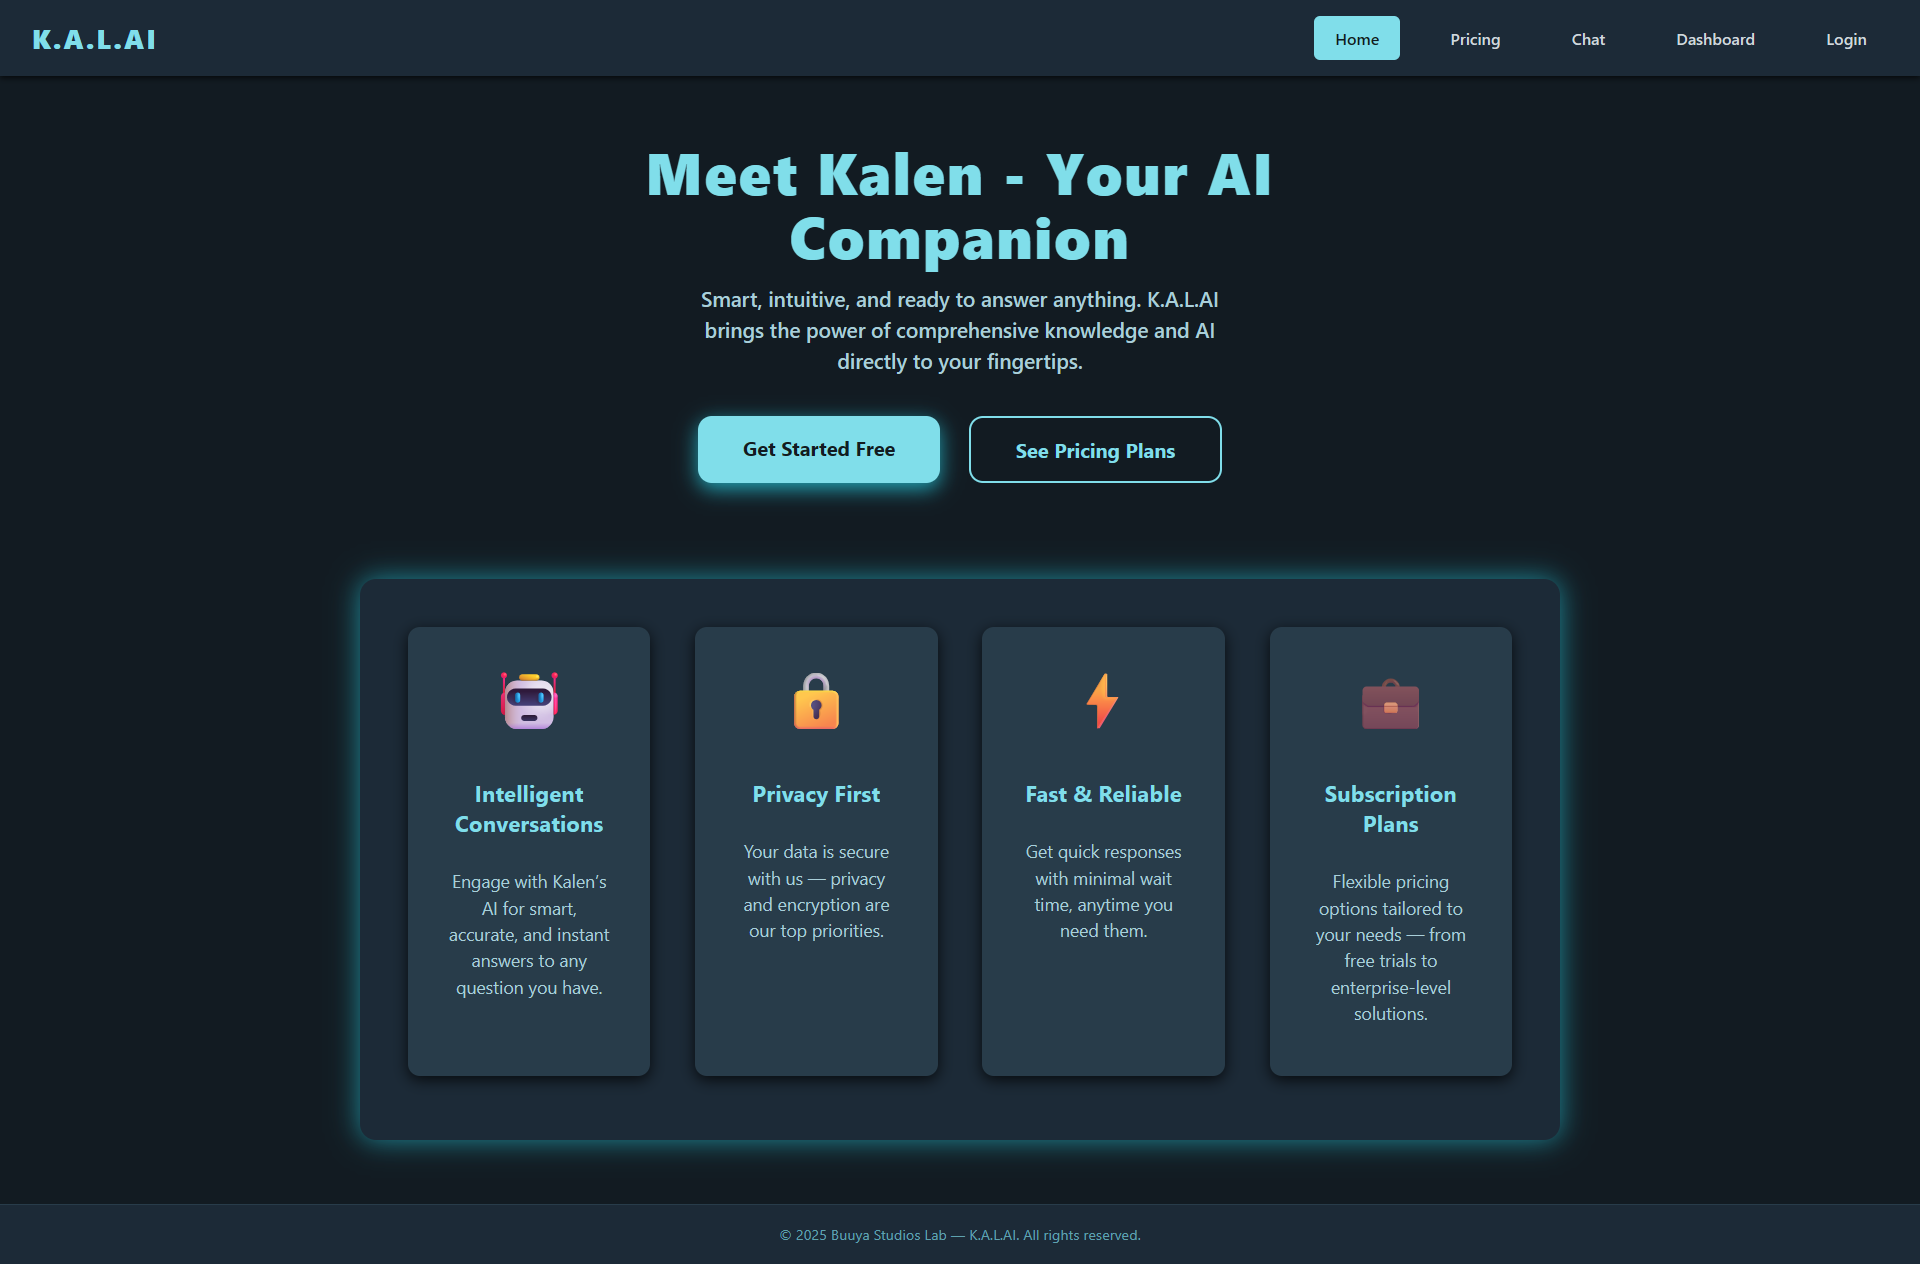 K.A.L.AI
Home
Pricing
Chat
Dashboard
Login
Meet Kalen - Your AI
Companion
Smart, intuitive, and ready to answer anything. K.A.L.AI
brings the power of comprehensive knowledge and AI
directly to your fingertips.
Get Started Free
See Pricing Plans
Intelligent
Conversations
Engage with Kalen’s
AI for smart,
accurate, and instant
answers to any
question you have.
Privacy First
Your data is secure
with us — privacy
and encryption are
our top priorities.
Fast & Reliable
Get quick responses
with minimal wait
time, anytime you
need them.
Subscription
Plans
Flexible pricing
options tailored to
your needs — from
free trials to
enterprise-level
solutions.
© 2025 Buuya Studios Lab — K.A.L.AI. All rights reserved.